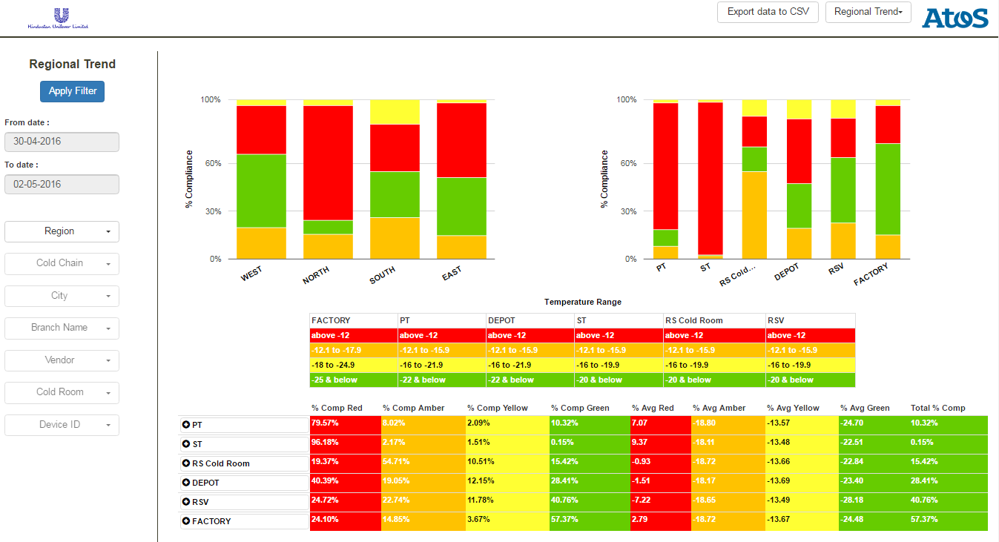 Hindustan Unilever Limited
Export data to CSV
Regional Trend
Atos
Regional Trend
Apply Filter
From date :
30-04-2016
To date :
02-05-2016
Region
Cold Chain
City
Branch Name
Vendor
Cold Room
Device ID
100%
60%
30%
0%
% Compliance
WEST NORTH SOUTH EAST
100%
60%
30%
0%
% Compliance
PT ST RS Cold... DEPOT RSV FACTORY
Temperature Range
FACTORY PT DEPOT ST RS Cold Room RSV
above -12 above -12 above -12 above -12 above -12 above -12
-12.1 to -17.9 -12.1 to -15.9 -12.1 to -15.9 -12.1 to -15.9 -12.1 to -15.9 -12.1 to -15.9
-18 to -24.9 -16 to -21.9 -16 to -21.9 -16 to -19.9 -16 to -19.9 -16 to -19.9
-25 & below -22 & below -22 & below -20 & below -20 & below -20 & below
% Comp Red % Comp Amber % Comp Yellow % Comp Green % Avg Red % Avg Amber % Avg Yellow % Avg Green Total % Comp
PT 79.57% 8.02% 2.09% 10.32% 7.07 -18.80 -13.57 -24.70 10.32%
ST 96.18% 2.17% 1.51% 0.15% 9.37 -18.11 -13.48 -22.51 0.15%
RS Cold Room 19.37% 54.71% 10.51% 15.42% -0.93 -18.72 -13.66 -22.84 15.42%
DEPOT 40.39% 19.05% 12.15% 28.41% -1.51 -18.17 -13.69 -23.40 28.41%
RSV 24.72% 22.74% 11.78% 40.76% -7.22 -18.65 -13.49 -28.18 40.76%
FACTORY 24.10% 14.85% 3.67% 57.37% 2.79 -18.72 -13.67 -24.48 57.37%